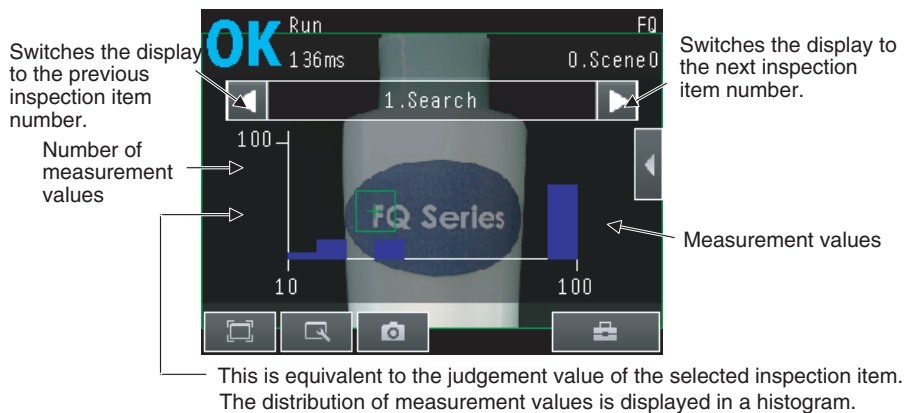 Switches the display
to the previous
inspection item
number.
OK Run FQ
136ms 0.Scene0
Switches the display to
the next inspection
item number.
1.Search
Number of
measurement
values
100
FQ Series
Measurement values
10 100
This is equivalent to the judgement value of the selected inspection item.
The distribution of measurement values is displayed in a histogram.